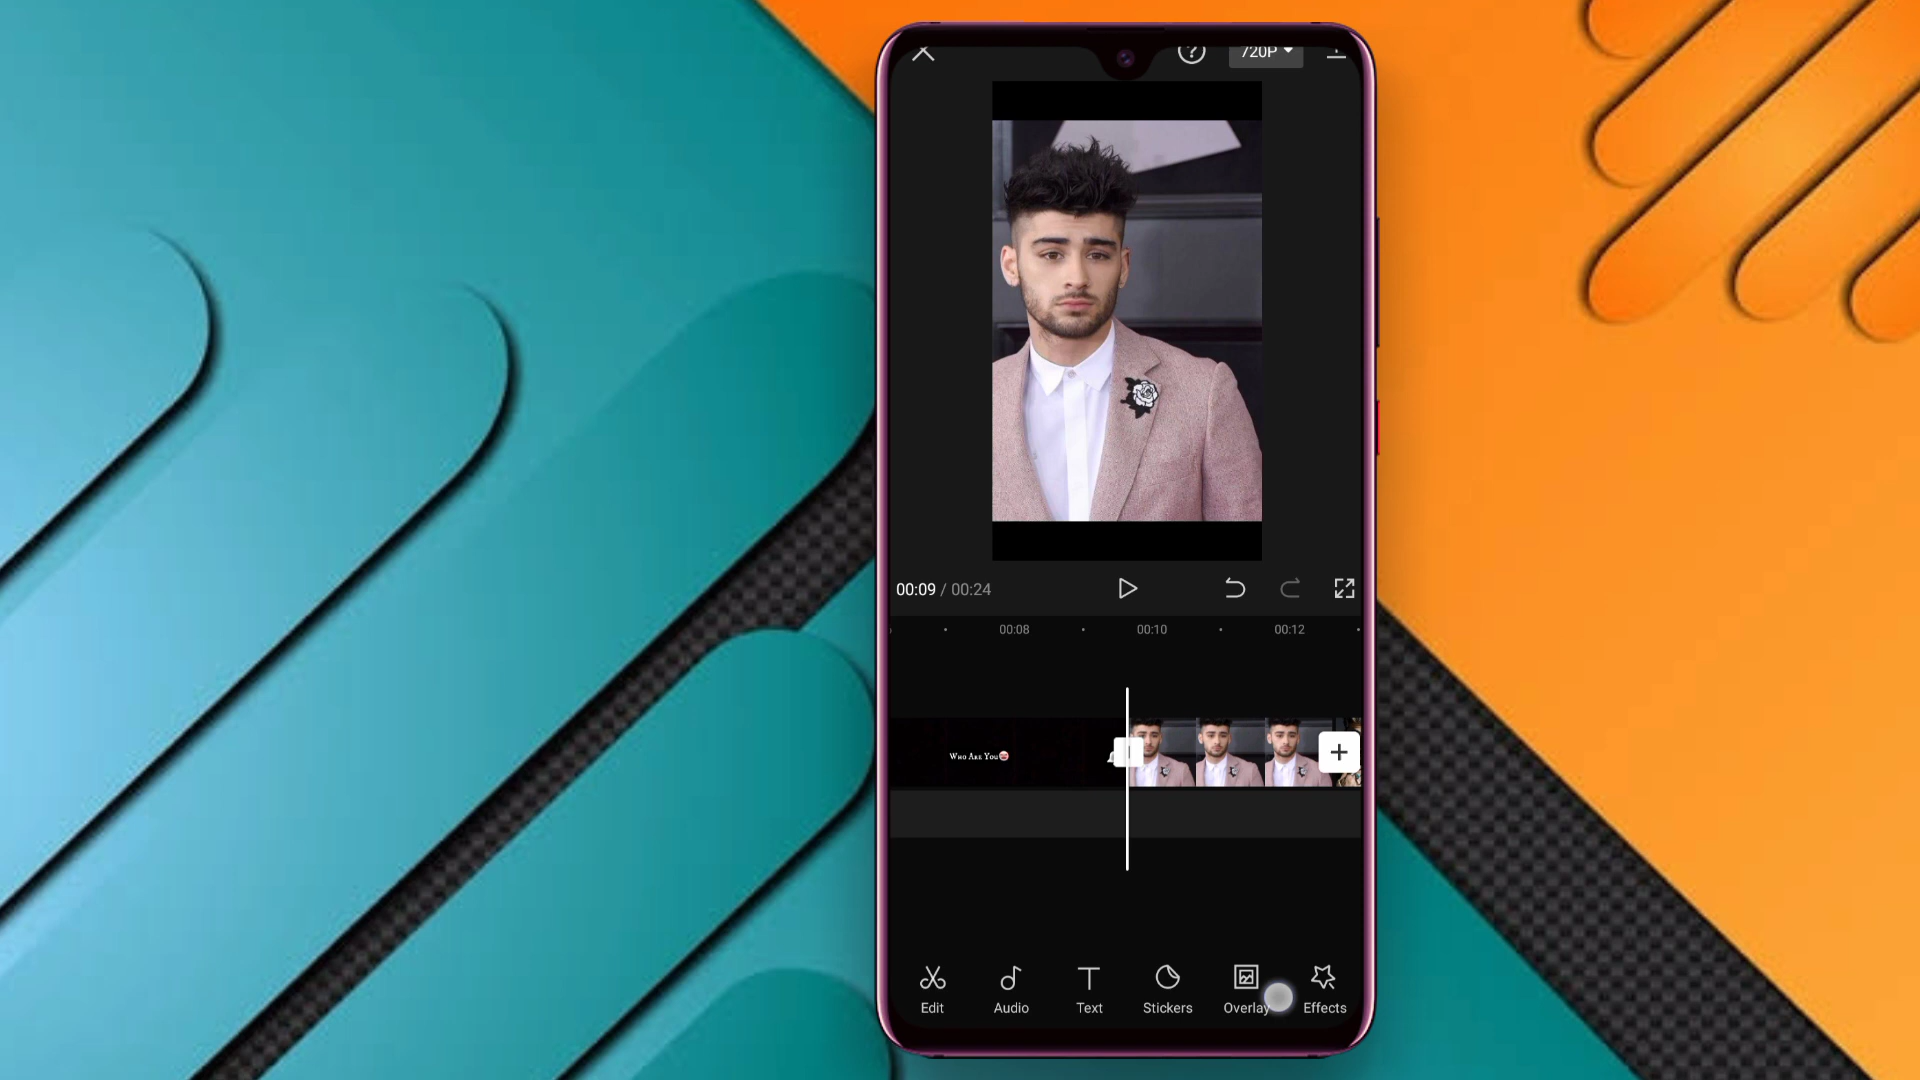 720P
00:09 / 00:24
00:08 00:10 00:12
Who Are You
Edit Audio Text Stickers Overlay Effects